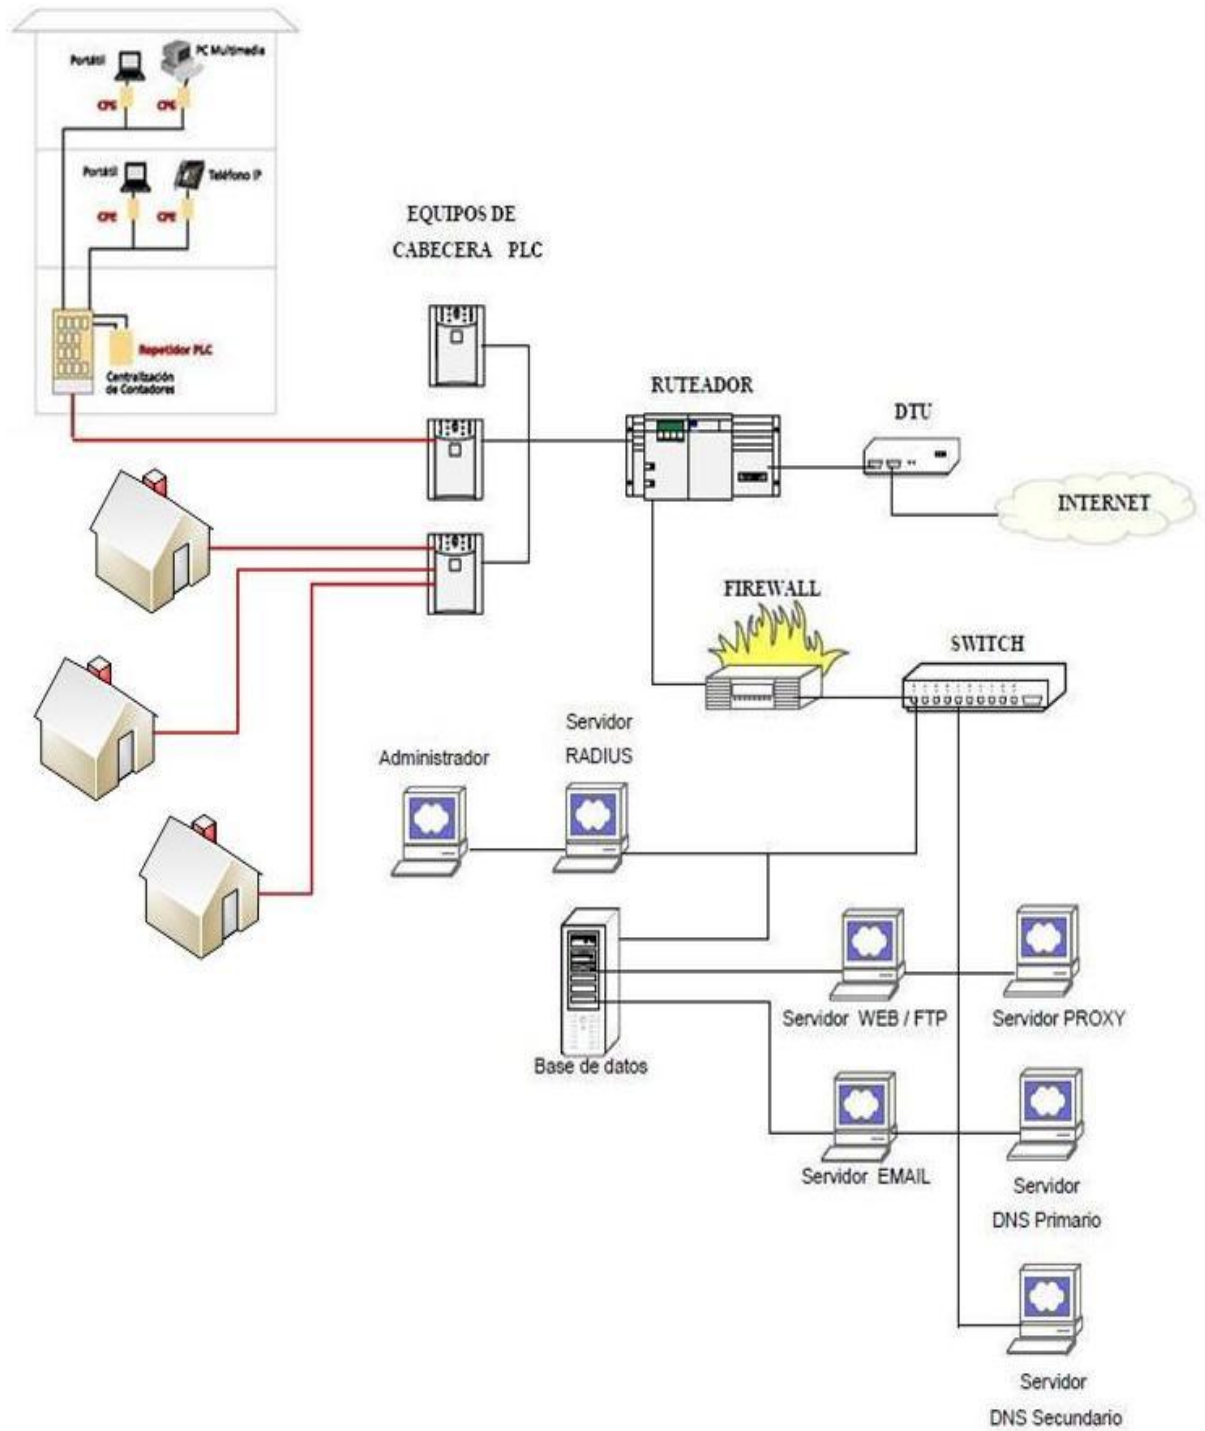 Portátil
PC Multimedia
CPE
CPE
Portátil
Teléfono IP
CPE
CPE
Repetidor PLC
Centralización
de Contadores
EQUIPOS DE
CABECERA PLC
RUTEADOR
DTU
INTERNET
FIREWALL
SWITCH
Servidor
RADIUS
Administrador
Base de datos
Servidor WEB / FTP
Servidor PROXY
Servidor EMAIL
Servidor
DNS Primario
Servidor
DNS Secundario